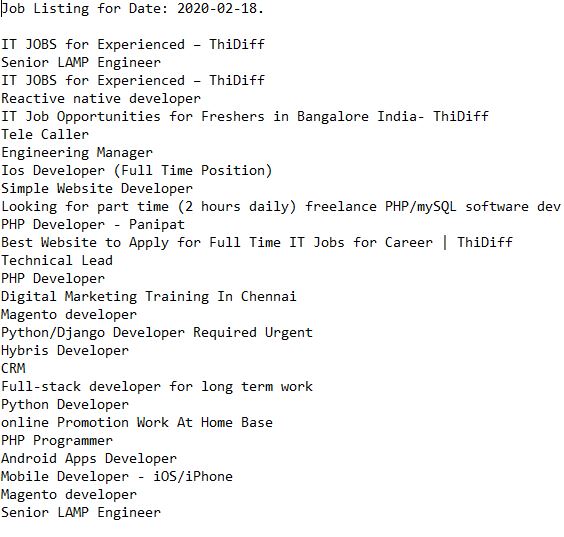 Job Listing for Date: 2020-02-18.

IT JOBS for Experienced – ThiDiff
Senior LAMP Engineer
IT JOBS for Experienced – ThiDiff
Reactive native developer
IT Job Opportunities for Freshers in Bangalore India- ThiDiff
Tele Caller
Engineering Manager
Ios Developer (Full Time Position)
Simple Website Developer
Looking for part time (2 hours daily) freelance PHP/mySQL software dev
PHP Developer - Panipat
Best Website to Apply for Full Time IT Jobs for Career | ThiDiff
Technical Lead
PHP Developer
Digital Marketing Training In Chennai
Magento developer
Python/Django Developer Required Urgent
Hybris Developer
CRM
Full-stack developer for long term work
Python Developer
online Promotion Work At Home Base
PHP Programmer
Android Apps Developer
Mobile Developer - iOS/iPhone
Magento developer
Senior LAMP Engineer